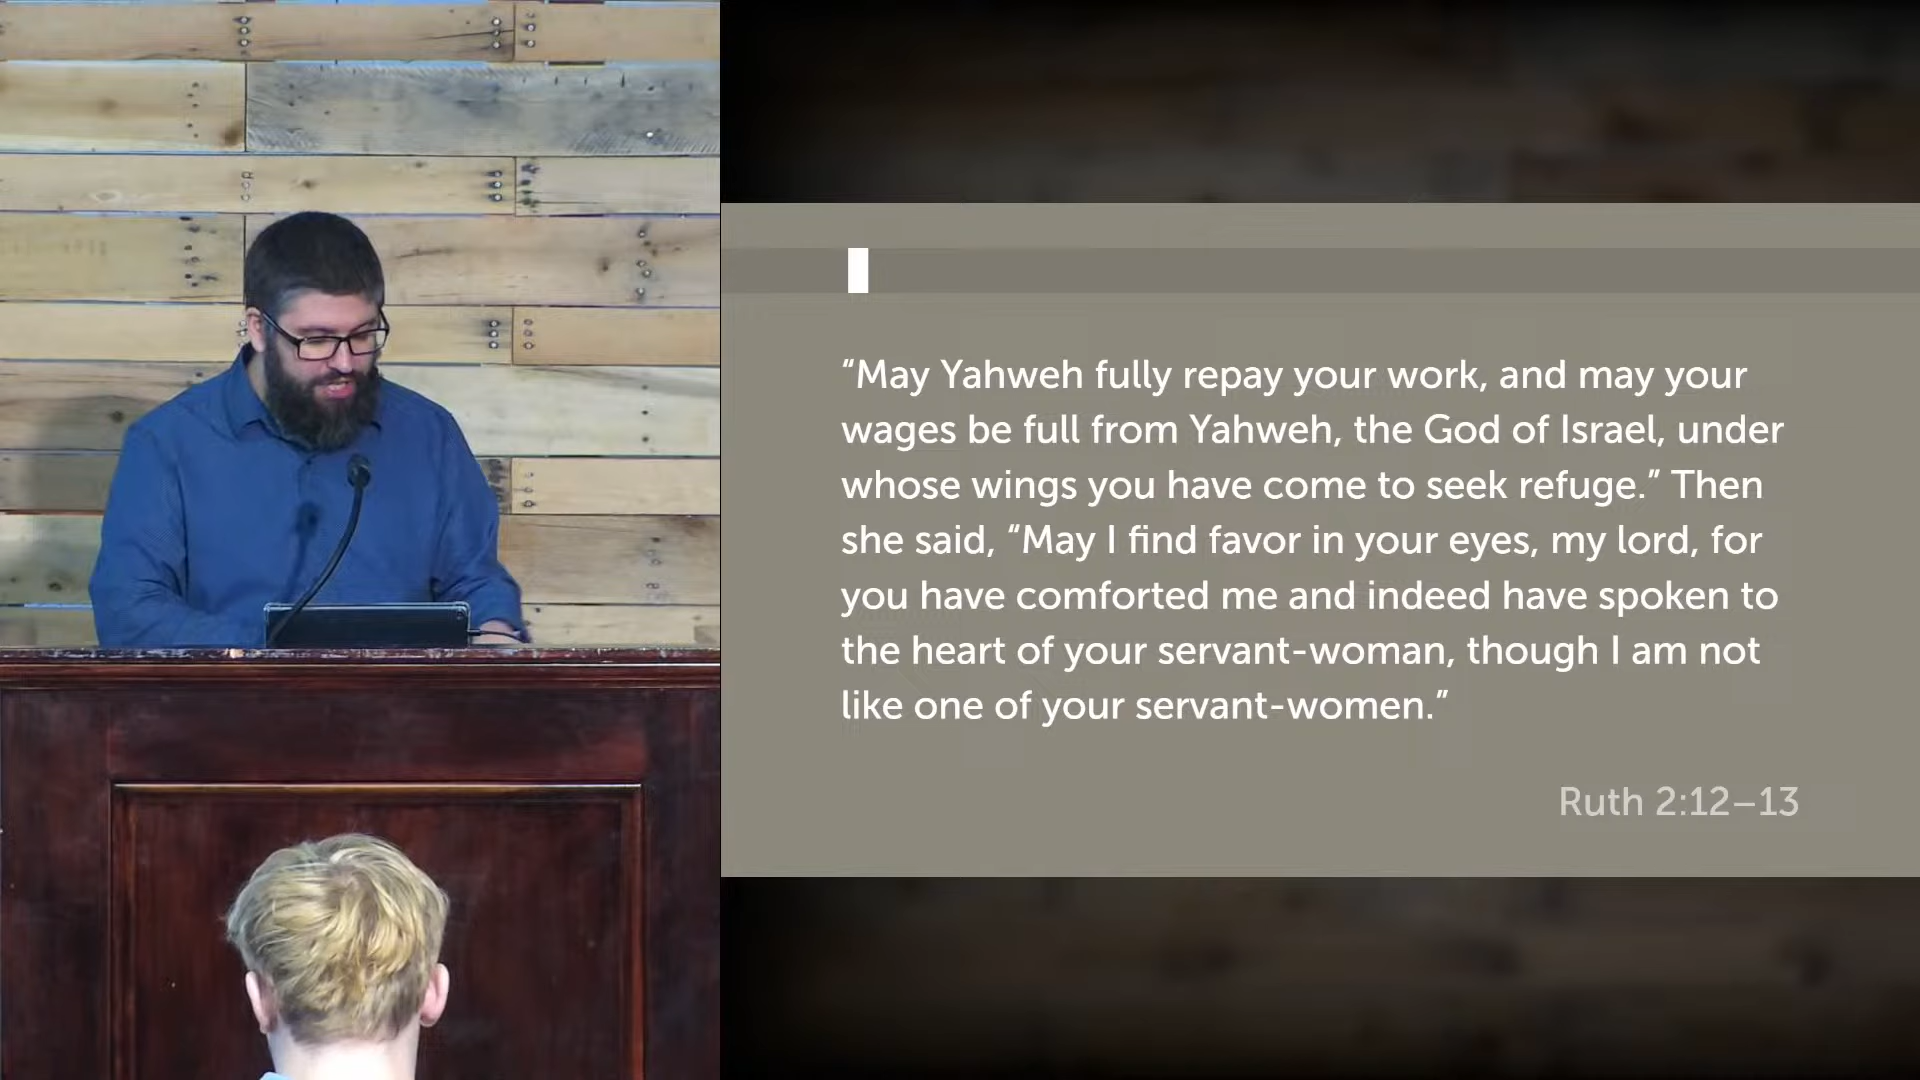 “May Yahweh fully repay your work, and may your
wages be full from Yahweh, the God of Israel, under
whose wings you have come to seek refuge.” Then
she said, “May I find favor in your eyes, my lord, for
you have comforted me and indeed have spoken to
the heart of your servant-woman, though I am not
like one of your servant-women.”
Ruth 2:12–13